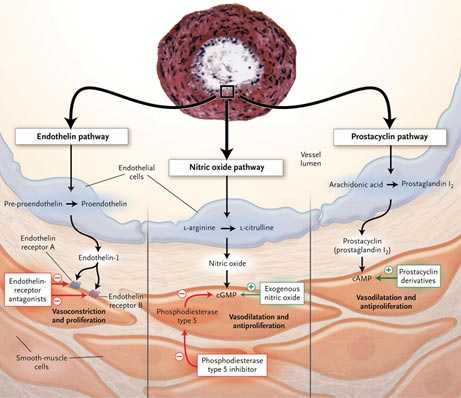 Endothelin pathway
Nitric oxide pathway
Prostacyclin pathway
Vessel
lumen
Endothelial
cells
Pre-proendothelin
Proendothelin
L-arginine
L-citrulline
Arachidonic acid
Prostaglandin I2
Endothelin
receptor A
Endothelin-1
Nitric oxide
Prostacyclin
(prostaglandin I2)
Endothelin-
receptor
antagonists
−
−
Endothelin
receptor B
Vasoconstriction
and proliferation
−
cGMP
+
Exogenous
nitric oxide
cAMP
+
Prostacyclin
derivatives
Phosphodiesterase
type 5
Vasodilatation and
antiproliferation
Vasodilatation and
antiproliferation
Smooth-muscle
cells
−
Phosphodiesterase
type 5 inhibitor